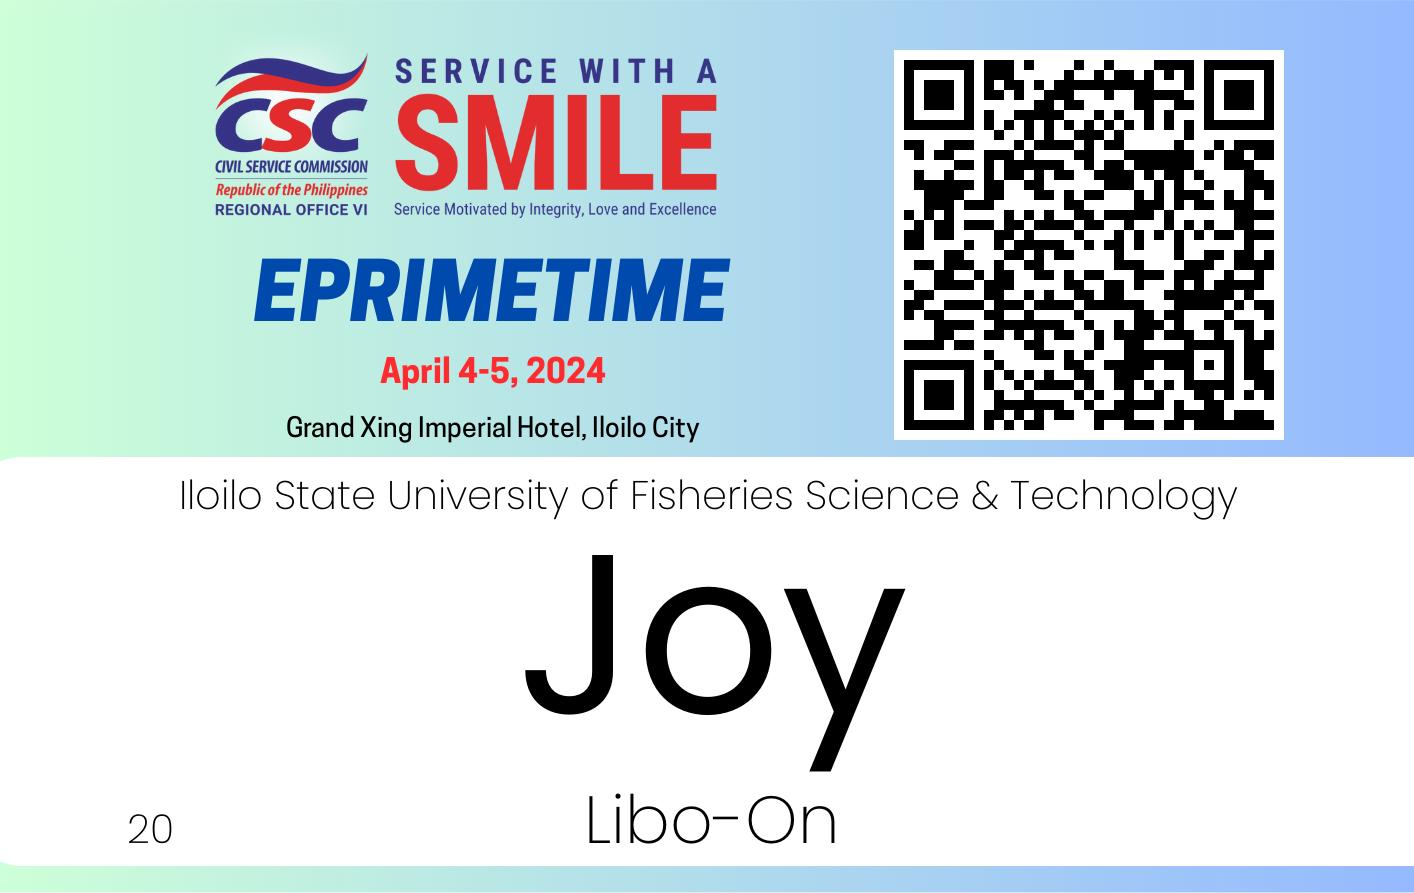 CSC
CIVIL SERVICE COMMISSION
Republic of the Philippines
REGIONAL OFFICE VI
SERVICE WITH A
SMILE
Service Motivated by Integrity, Love and Excellence
EPRIMETIME
April 4-5, 2024
Grand Xing Imperial Hotel, Iloilo City
Iloilo State University of Fisheries Science & Technology
Joy
Libo-On
20